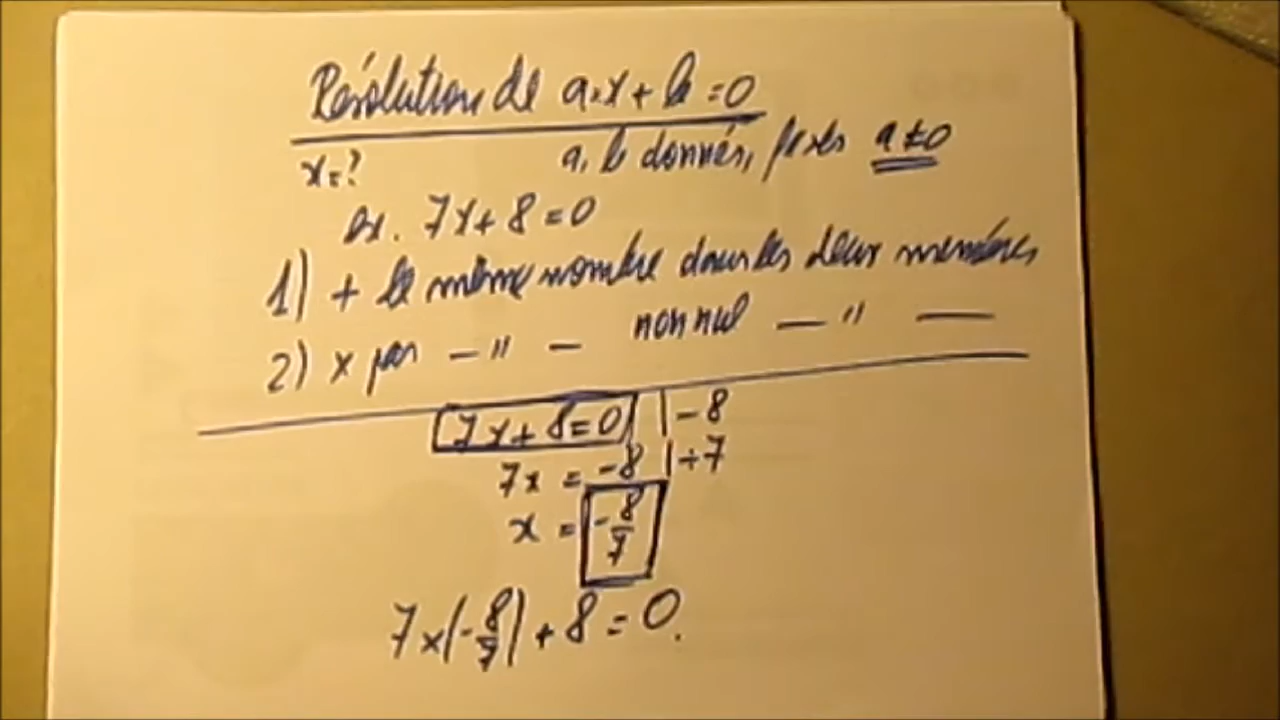 Résolution de a.x + b = 0
x = ?
a, b donnés, fixés a ≠ 0
ex. 7x + 8 = 0
1) + le même nombre dans les deux membres
2) × par — " — non nul — " —
7x + 8 = 0 | - 8
7x = -8 | ÷ 7
x = -8/7
7 × (-8/7) + 8 = 0.